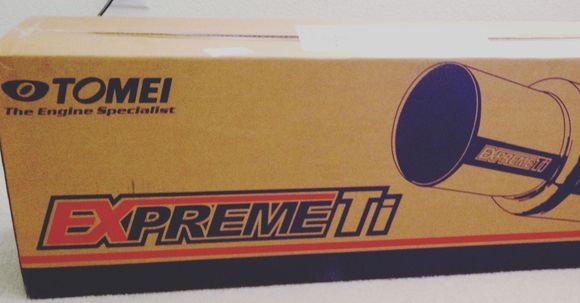 TOMEI
The Engine Specialist
EXPREME Ti
EXPREME Ti